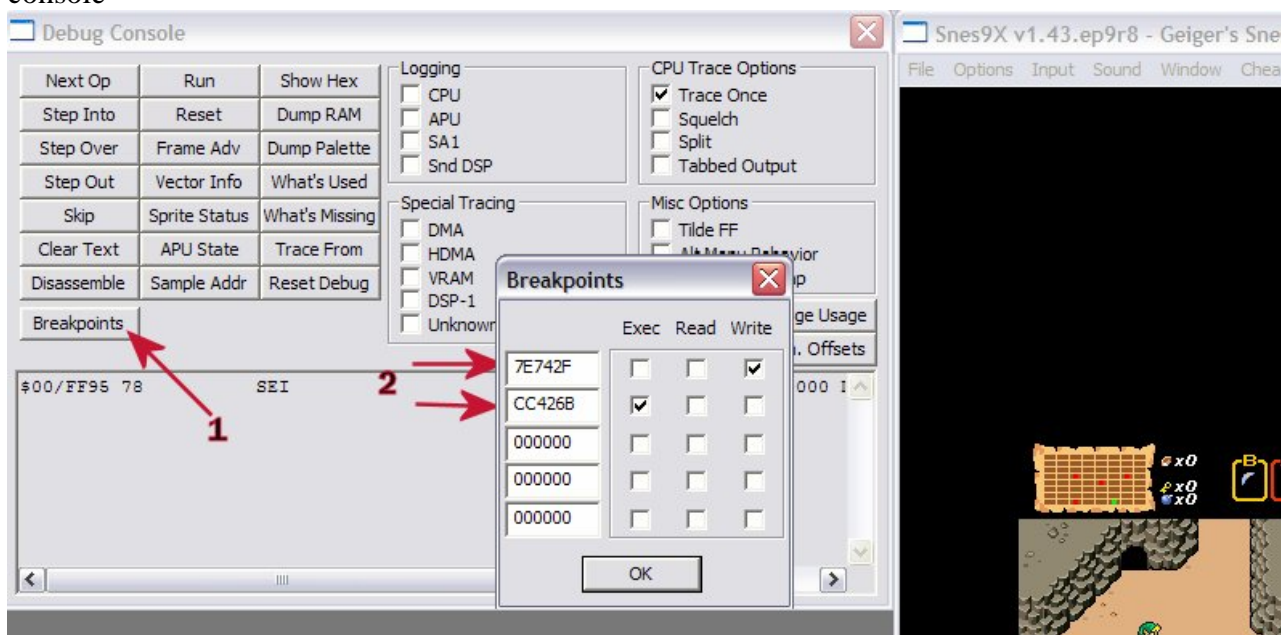 console
Debug Console
Next Op Run Show Hex
Step Into Reset Dump RAM
Step Over Frame Adv Dump Palette
Step Out Vector Info What's Used
Skip Sprite Status What's Missing
Clear Text APU State Trace From
Disassemble Sample Addr Reset Debug
Breakpoints
Logging
CPU
APU
SA1
Snd DSP
CPU Trace Options
Trace Once
Squelch
Split
Tabbed Output
Special Tracing
DMA
HDMA
VRAM
DSP-1
Misc Options
Tilde FF
ge Usage
. Offsets
$00/FF95 78 SEI
000 I
1
2
Breakpoints
Exec Read Write
7E742F
CC426B
000000
000000
000000
OK
Snes9X v1.43.ep9r8 - Geiger's Sne
File Options Input Sound Window Chea
x0
x0
x0
B